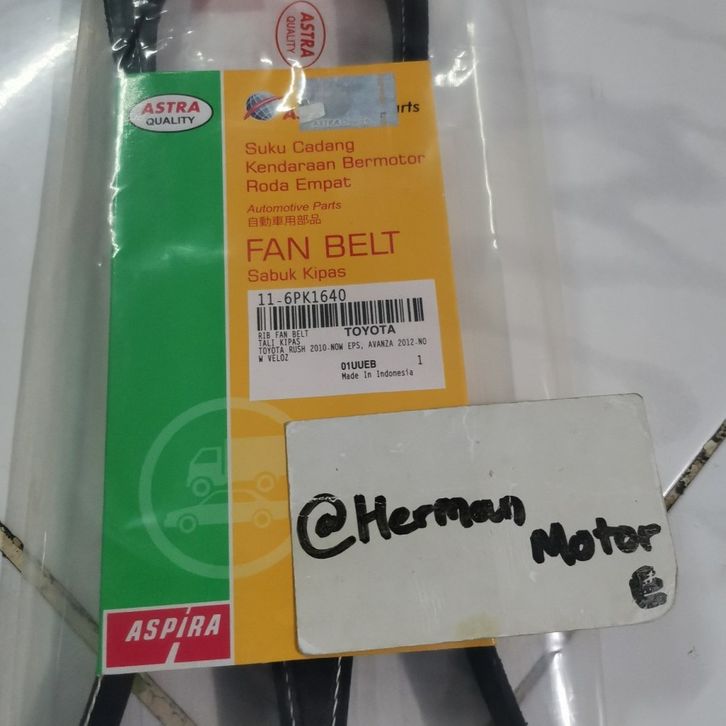 ASTRA
QUALITY
ASTRA
QUALITY
arts
Suku Cadang
Kendaraan Bermotor
Roda Empat
Automotive Parts
自動車用部品
FAN BELT
Sabuk Kipas
11-6PK1640
RIB FAN BELT TOYOTA
TALI KIPAS
TOYOTA RUSH 2010-NOW EPS, AVANZA 2012-NO
W VELOZ
01UUEB 1
Made In Indonesia
@Herman
Motor
ASPIRA